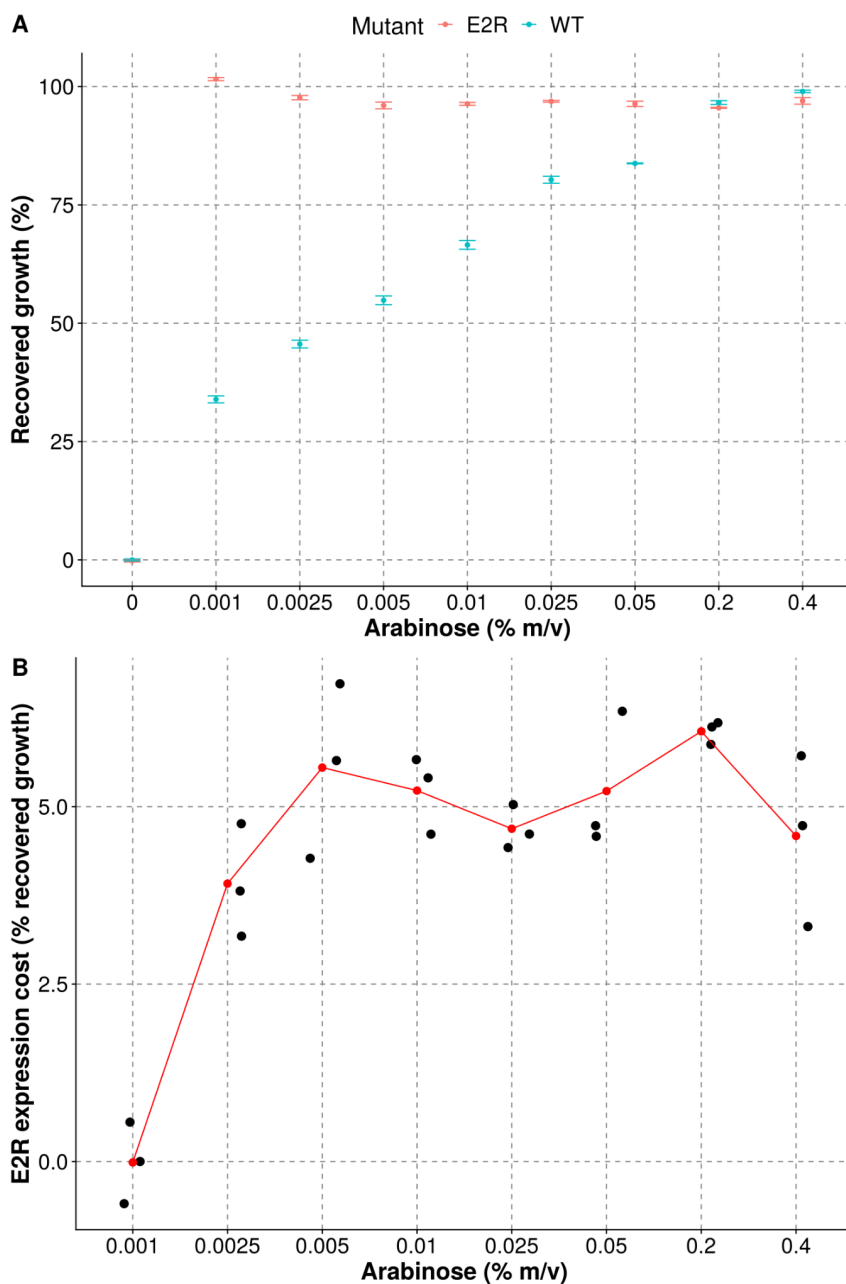 A
Mutant E2R WT
Recovered growth (%)
100
75
50
25
0
0 0.001 0.0025 0.005 0.01 0.025 0.05 0.2 0.4
Arabinose (% m/v)
B
E2R expression cost (% recovered growth)
5.0
2.5
0.0
0.001 0.0025 0.005 0.01 0.025 0.05 0.2 0.4
Arabinose (% m/v)